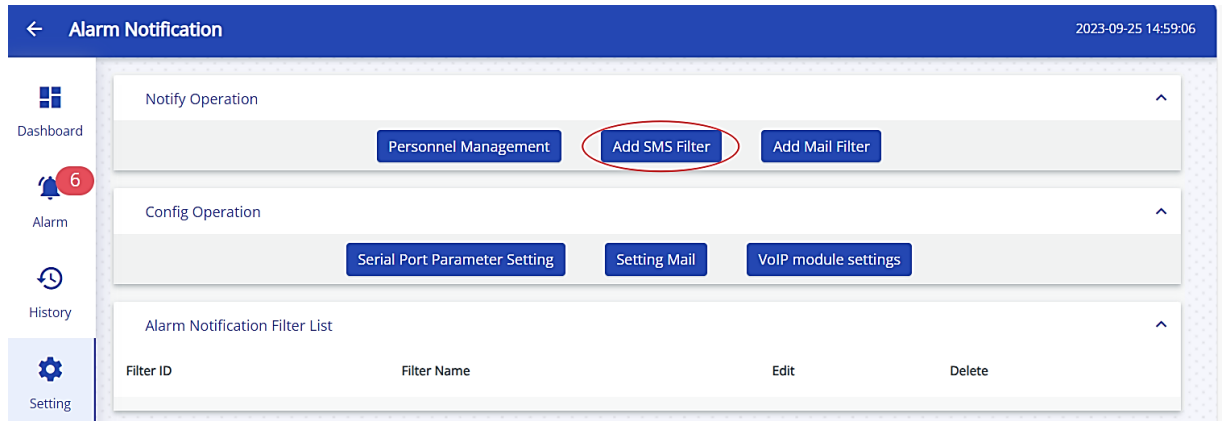 Alarm Notification
2023-09-25 14:59:06
Dashboard
6
Alarm
History
Setting
Notify Operation
Personnel Management Add SMS Filter Add Mail Filter
Config Operation
Serial Port Parameter Setting Setting Mail VoIP module settings
Alarm Notification Filter List
Filter ID Filter Name Edit Delete